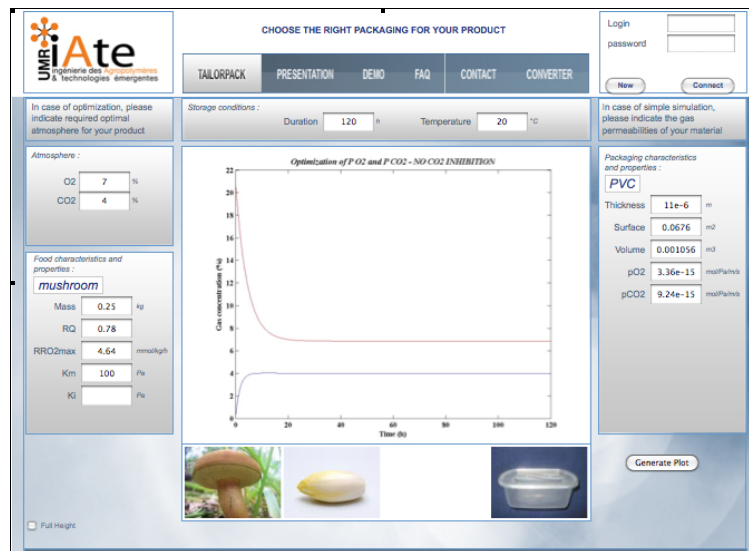 UMR
iAte
ingénierie des Agropolymères
& technologies émergentes
CHOOSE THE RIGHT PACKAGING FOR YOUR PRODUCT
TAILORPACK PRESENTATION DEMO FAQ CONTACT CONVERTER
Login
password
New Connect
In case of optimization, please
indicate required optimal
atmosphere for your product
Storage conditions :
Duration 120 h Temperature 20 °C
In case of simple simulation,
please indicate the gas
permeabilities of your material
Atmosphere :
O2 7 %
CO2 4 %
Food characteristics and
properties :
mushroom
Mass 0.25 kg
RQ 0.78
RRO2max 4.64 mmol/kg/h
Km 100 Pa
Ki Pa
Optimization of P O2 and P CO2 - NO CO2 INHIBITION
Gas concentration (%)
22
20
18
16
14
12
10
8
6
4
2
0 20 40 60 80 100 120
Time (h)
Packaging characteristics
and properties :
PVC
Thickness 11e-6 m
Surface 0.0676 m2
Volume 0.001056 m3
pO2 3.36e-15 mol/Pa/m/s
pCO2 9.24e-15 mol/Pa/m/s
Generate Plot
Full Height